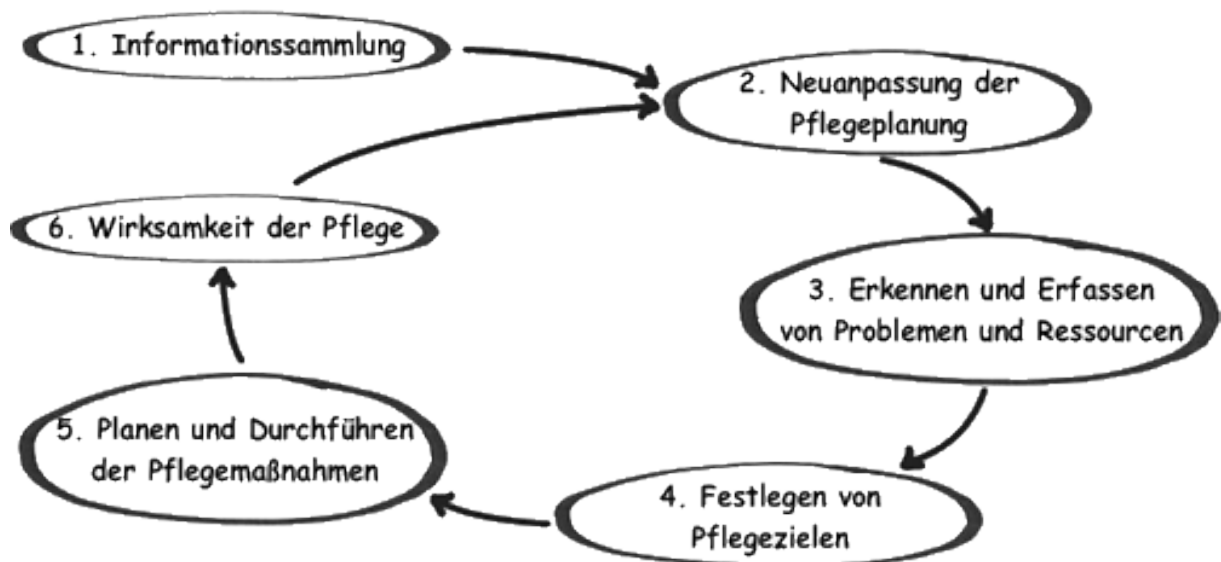 1. Informationssammlung
2. Neuanpassung der
Pflegeplanung
3. Erkennen und Erfassen
von Problemen und Ressourcen
4. Festlegen von
Pflegezielen
5. Planen und Durchführen
der Pflegemaßnahmen
6. Wirksamkeit der Pflege